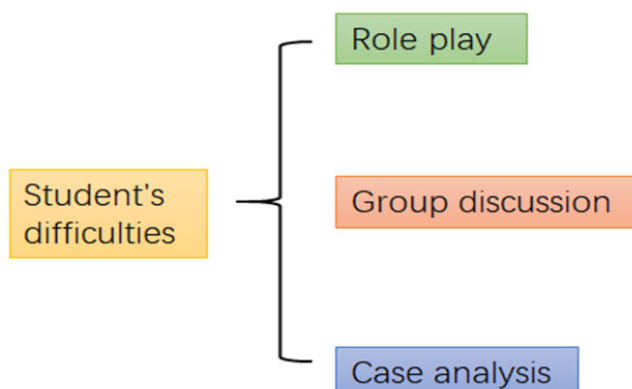 Role play
Student's
difficulties
Group discussion
Case analysis